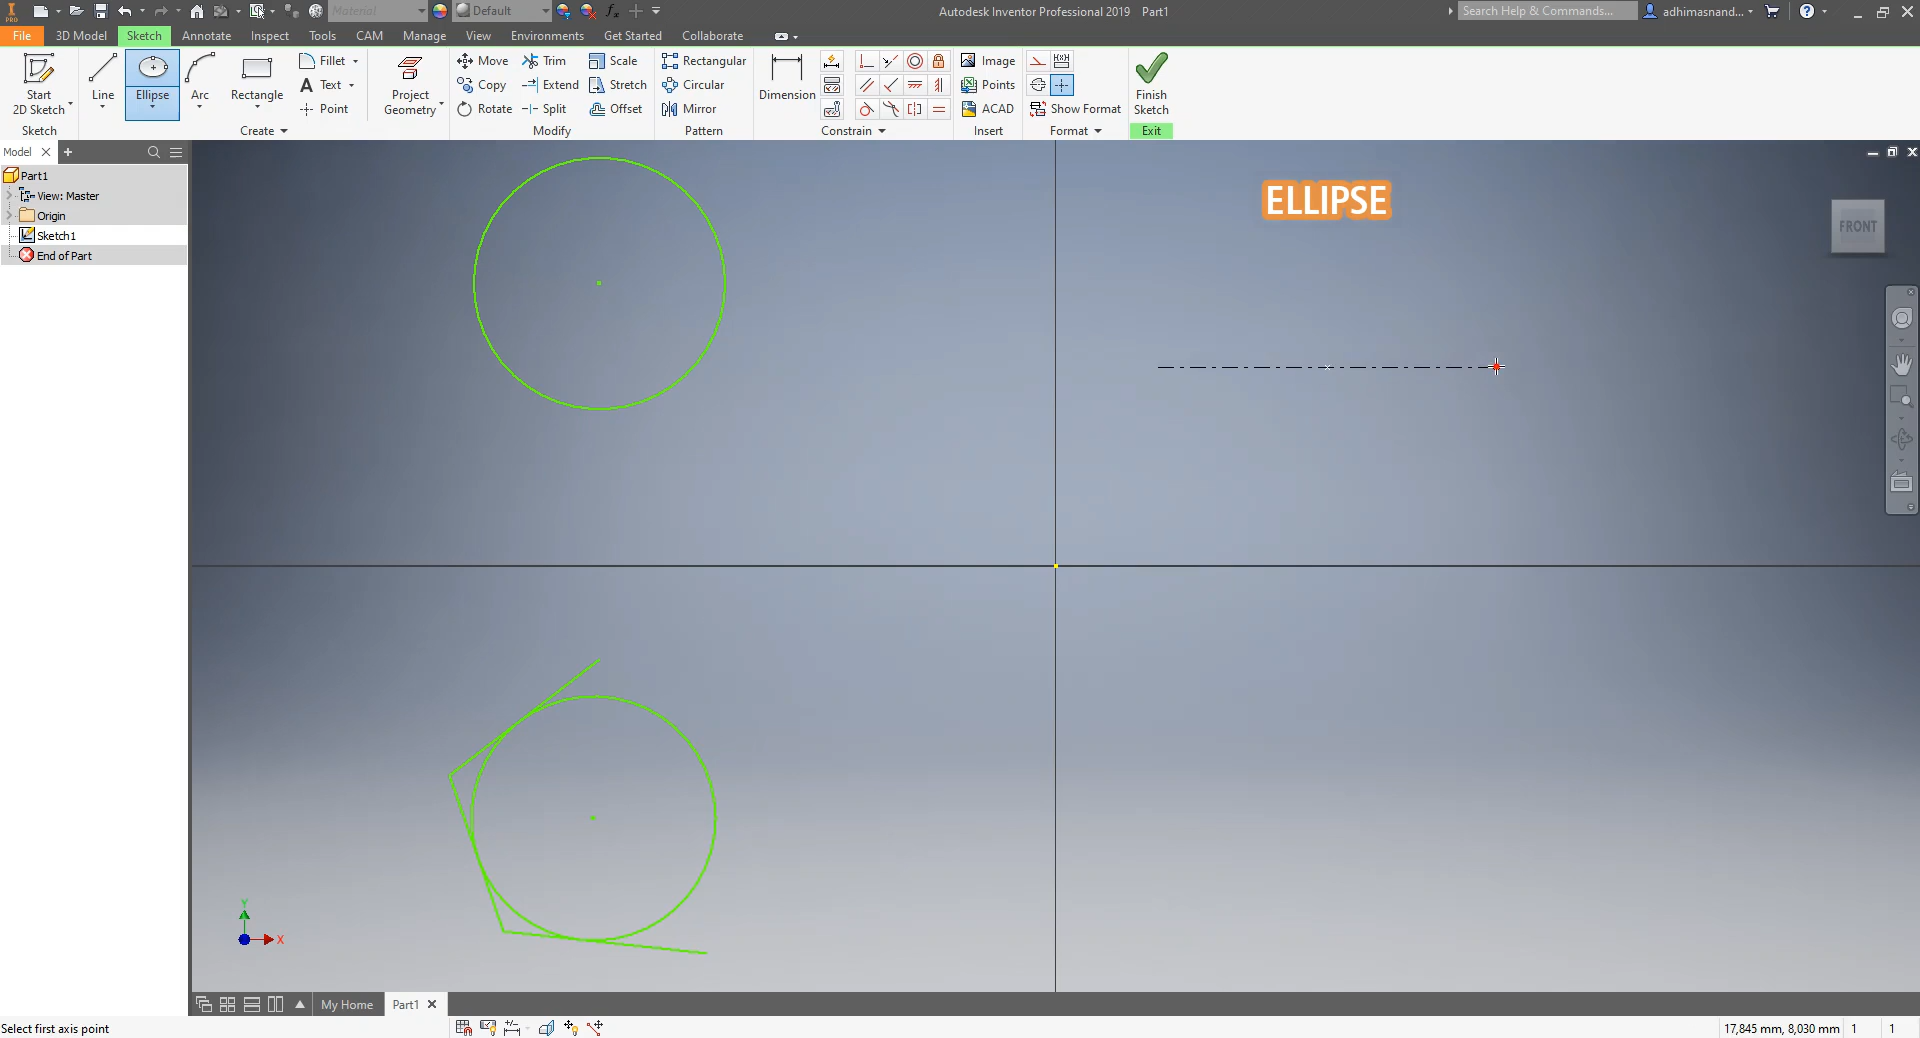 PRO
Material
Default
fx
Autodesk Inventor Professional 2019 Part1
Search Help & Commands...
adhimasnand...
File
3D Model
Sketch
Annotate
Inspect
Tools
CAM
Manage
View
Environments
Get Started
Collaborate
Start
2D Sketch
Line
Ellipse
Arc
Rectangle
Fillet
Text
Point
Project
Geometry
Move
Copy
Rotate
Trim
Extend
Split
Scale
Stretch
Offset
Rectangular
Circular
Mirror
Dimension
Image
Points
ACAD
Show Format
Finish
Sketch
Sketch
Create
Modify
Pattern
Constrain
Insert
Format
Exit
Model
Part1
View: Master
Origin
Sketch1
End of Part
ELLIPSE
FRONT
Y
X
My Home
Part1
Select first axis point
17,845 mm, 8,030 mm 1 1